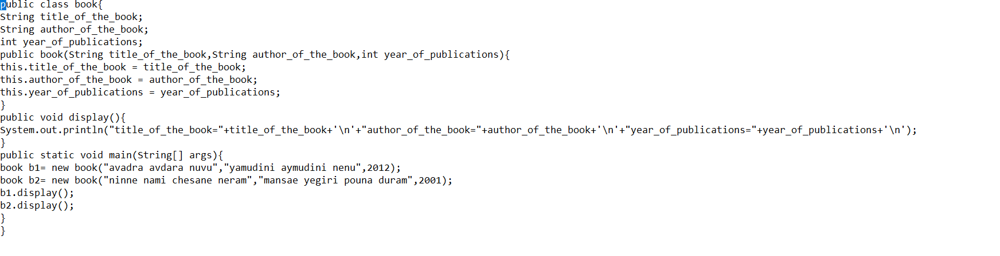 public class book{
String title_of_the_book;
String author_of_the_book;
int year_of_publications;
public book(String title_of_the_book,String author_of_the_book,int year_of_publications){
this.title_of_the_book = title_of_the_book;
this.author_of_the_book = author_of_the_book;
this.year_of_publications = year_of_publications;
}
public void display(){
System.out.println("title_of_the_book="+title_of_the_book+'\n'+"author_of_the_book="+author_of_the_book+'\n'+"year_of_publications="+year_of_publications+'\n');
}
public static void main(String[] args){
book b1= new book("avadra avdara nuvu","yamudini aymudini nenu",2012);
book b2= new book("ninne nami chesane neram","mansae yegiri pouna duram",2001);
b1.display();
b2.display();
}
}